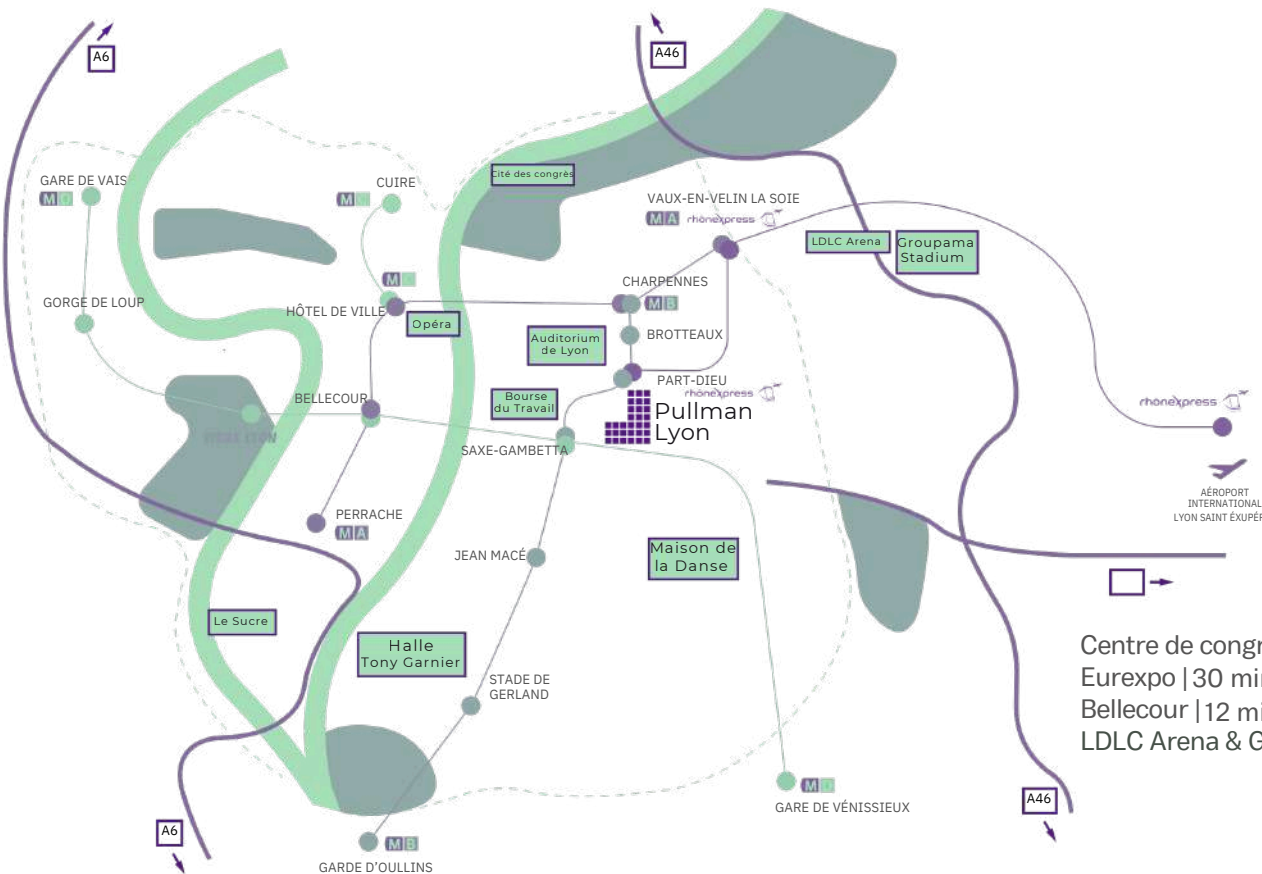 A6
A46
Cité des congrès
GARE DE VAIS
M D
CUIRE
M C
VAUX-EN-VELIN LA SOIE
M A rhônexpress
LDLC Arena
Groupama
Stadium
M C
CHARPENNES
M B
GORGE DE LOUP
HÔTEL DE VILLE
Opéra
Auditorium
de Lyon
BROTTEAUX
PART-DIEU
rhônexpress
Bourse
du Travail
Pullman
Lyon
BELLECOUR
SAXE-GAMBETTA
rhônexpress
AÉROPORT
INTERNATIONAL
LYON SAINT ÉXUPÉR
PERRACHE
M A
JEAN MACÉ
Maison de
la Danse
Le Sucre
Halle
Tony Garnier
STADE DE
GERLAND
Centre de congr
Eurexpo | 30 min
Bellecour | 12 mi
LDLC Arena & G
M D
GARE DE VÉNISSIEUX
A46
A6
M B
GARDE D'OULLINS